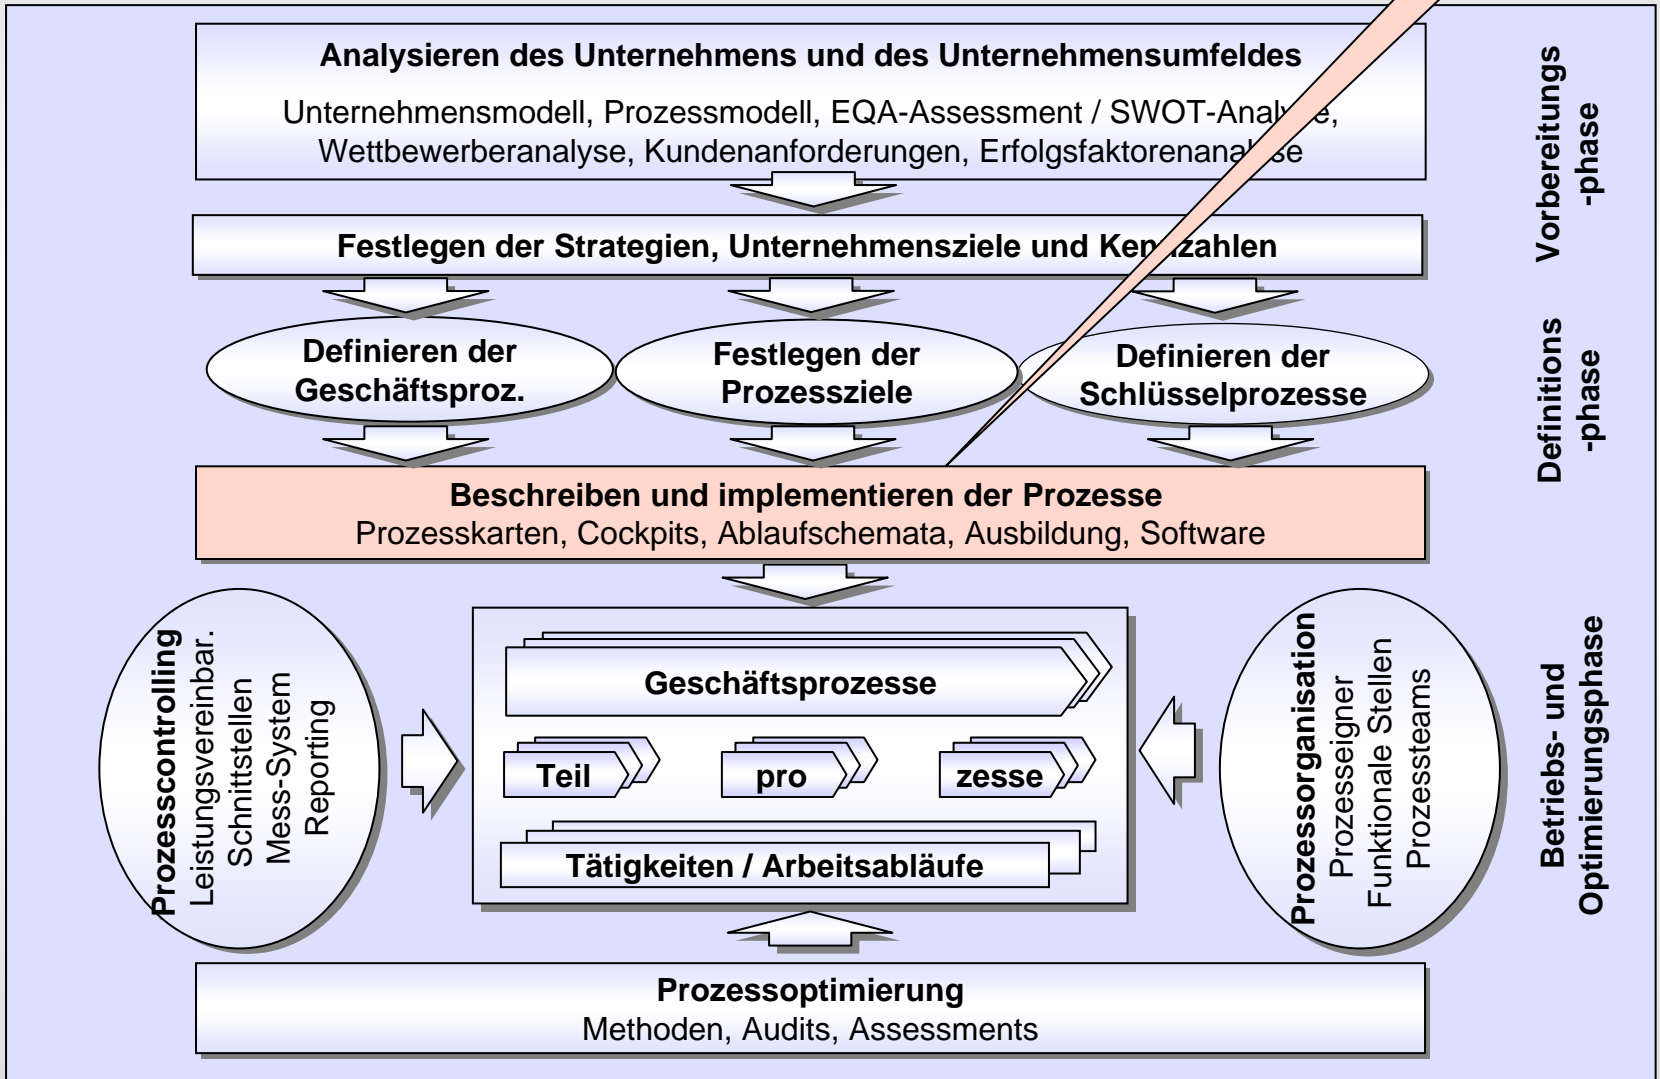 Analysieren des Unternehmens und des Unternehmensumfeldes
Unternehmensmodell, Prozessmodell, EQA-Assessment / SWOT-Analyse,
Wettbewerberanalyse, Kundenanforderungen, Erfolgsfaktorenanalyse
Vorbereitungs
-phase
Festlegen der Strategien, Unternehmensziele und Kennzahlen
Definieren der
Geschäftsproz.
Festlegen der
Prozessziele
Definieren der
Schlüsselprozesse
Definitions
-phase
Beschreiben und implementieren der Prozesse
Prozesskarten, Cockpits, Ablaufschemata, Ausbildung, Software
Prozesscontrolling
Leistungsvereinbar.
Schnittstellen
Mess-System
Reporting
Geschäftsprozesse
Teil
pro
zesse
Tätigkeiten / Arbeitsabläufe
Prozessorganisation
Prozesseigner
Funktionale Stellen
Prozessteams
Betriebs- und
Optimierungsphase
Prozessoptimierung
Methoden, Audits, Assessments